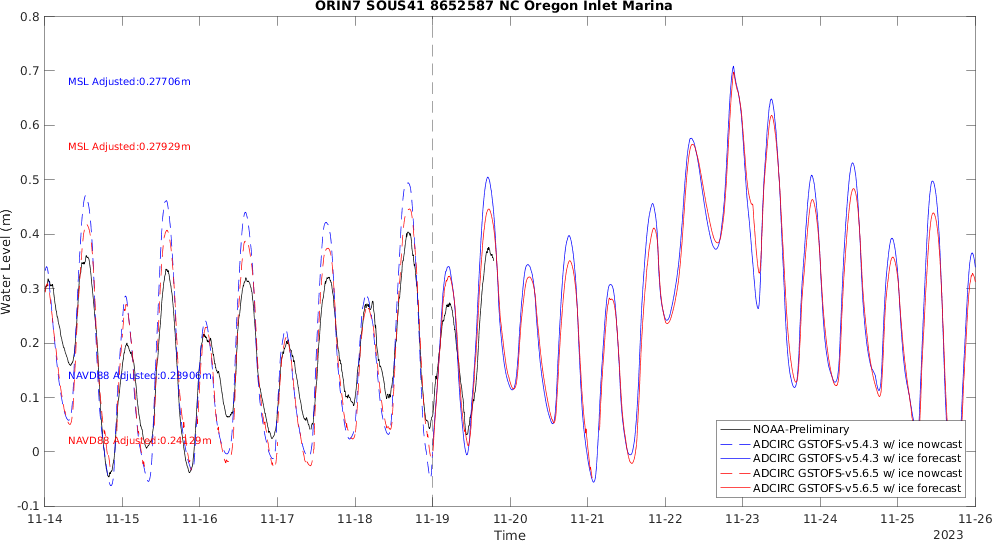 ORIN7 SOUS41 8652587 NC Oregon Inlet Marina
Water Level (m)
0.8
0.7
0.6
0.5
0.4
0.3
0.2
0.1
0
-0.1
MSL Adjusted:0.27706m
MSL Adjusted:0.27929m
NAVD88 Adjusted:0.23906m
NAVD88 Adjusted:0.24129m
NOAA-Preliminary
ADCIRC GSTOFS-v5.4.3 w/ ice nowcast
ADCIRC GSTOFS-v5.4.3 w/ ice forecast
ADCIRC GSTOFS-v5.6.5 w/ ice nowcast
ADCIRC GSTOFS-v5.6.5 w/ ice forecast
11-14 11-15 11-16 11-17 11-18 11-19 11-20 11-21 11-22 11-23 11-24 11-25 11-26
Time
2023